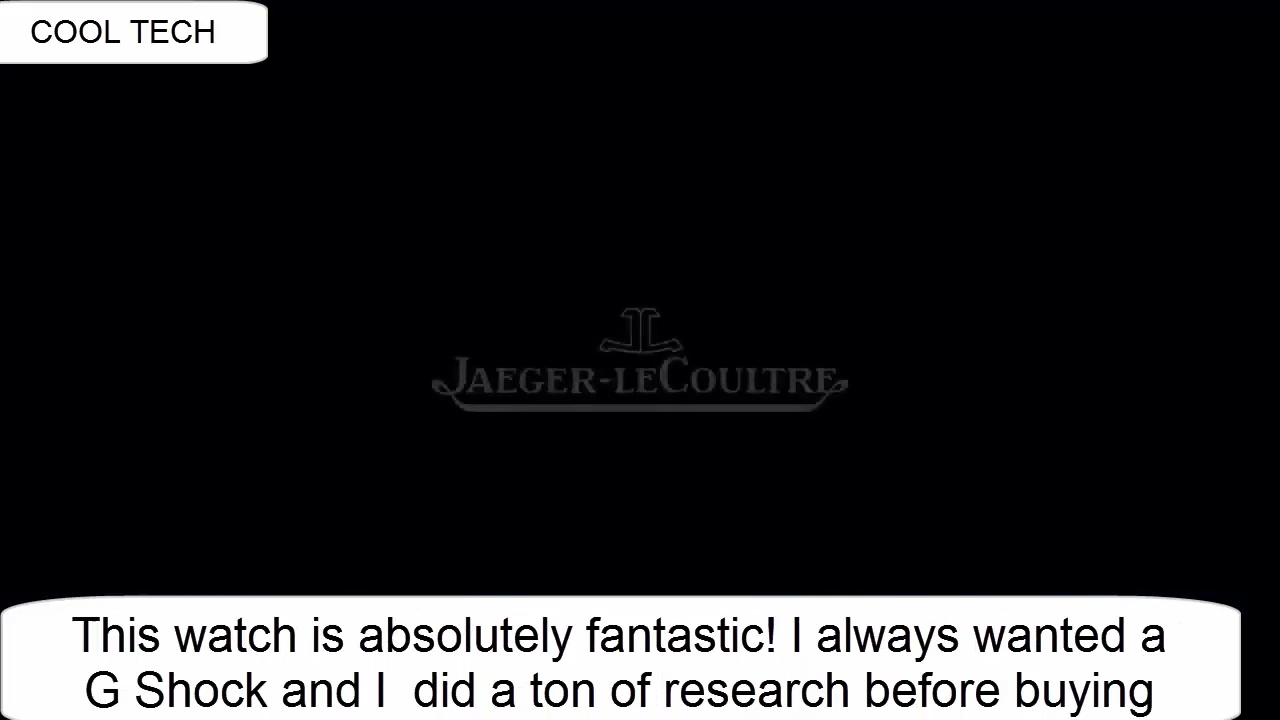 COOL TECH
JAEGER-LECOULTRE
This watch is absolutely fantastic! I always wanted a
G Shock and I  did a ton of research before buying